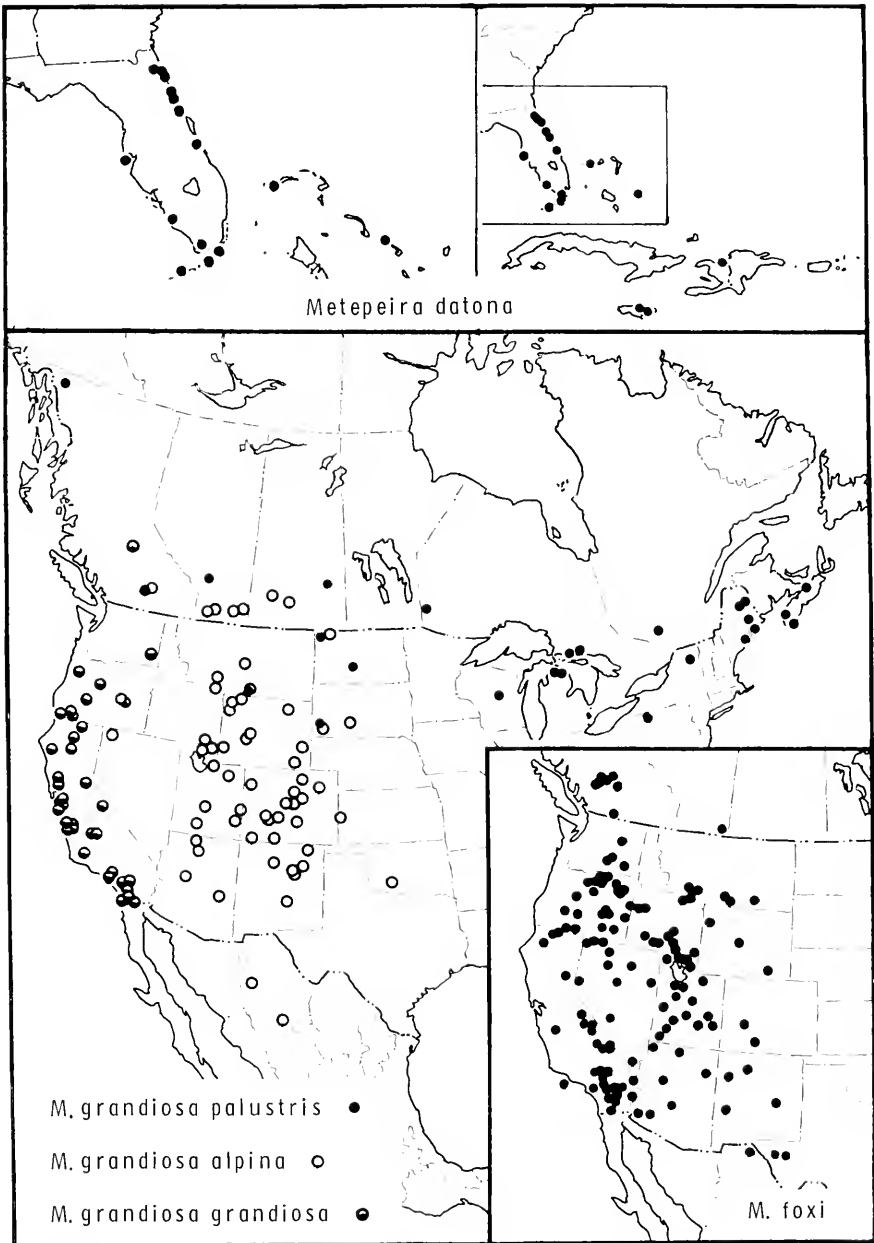 Metepeira datona
M. grandiosa palustris
M. grandiosa alpina
M. grandiosa grandiosa
M. foxi